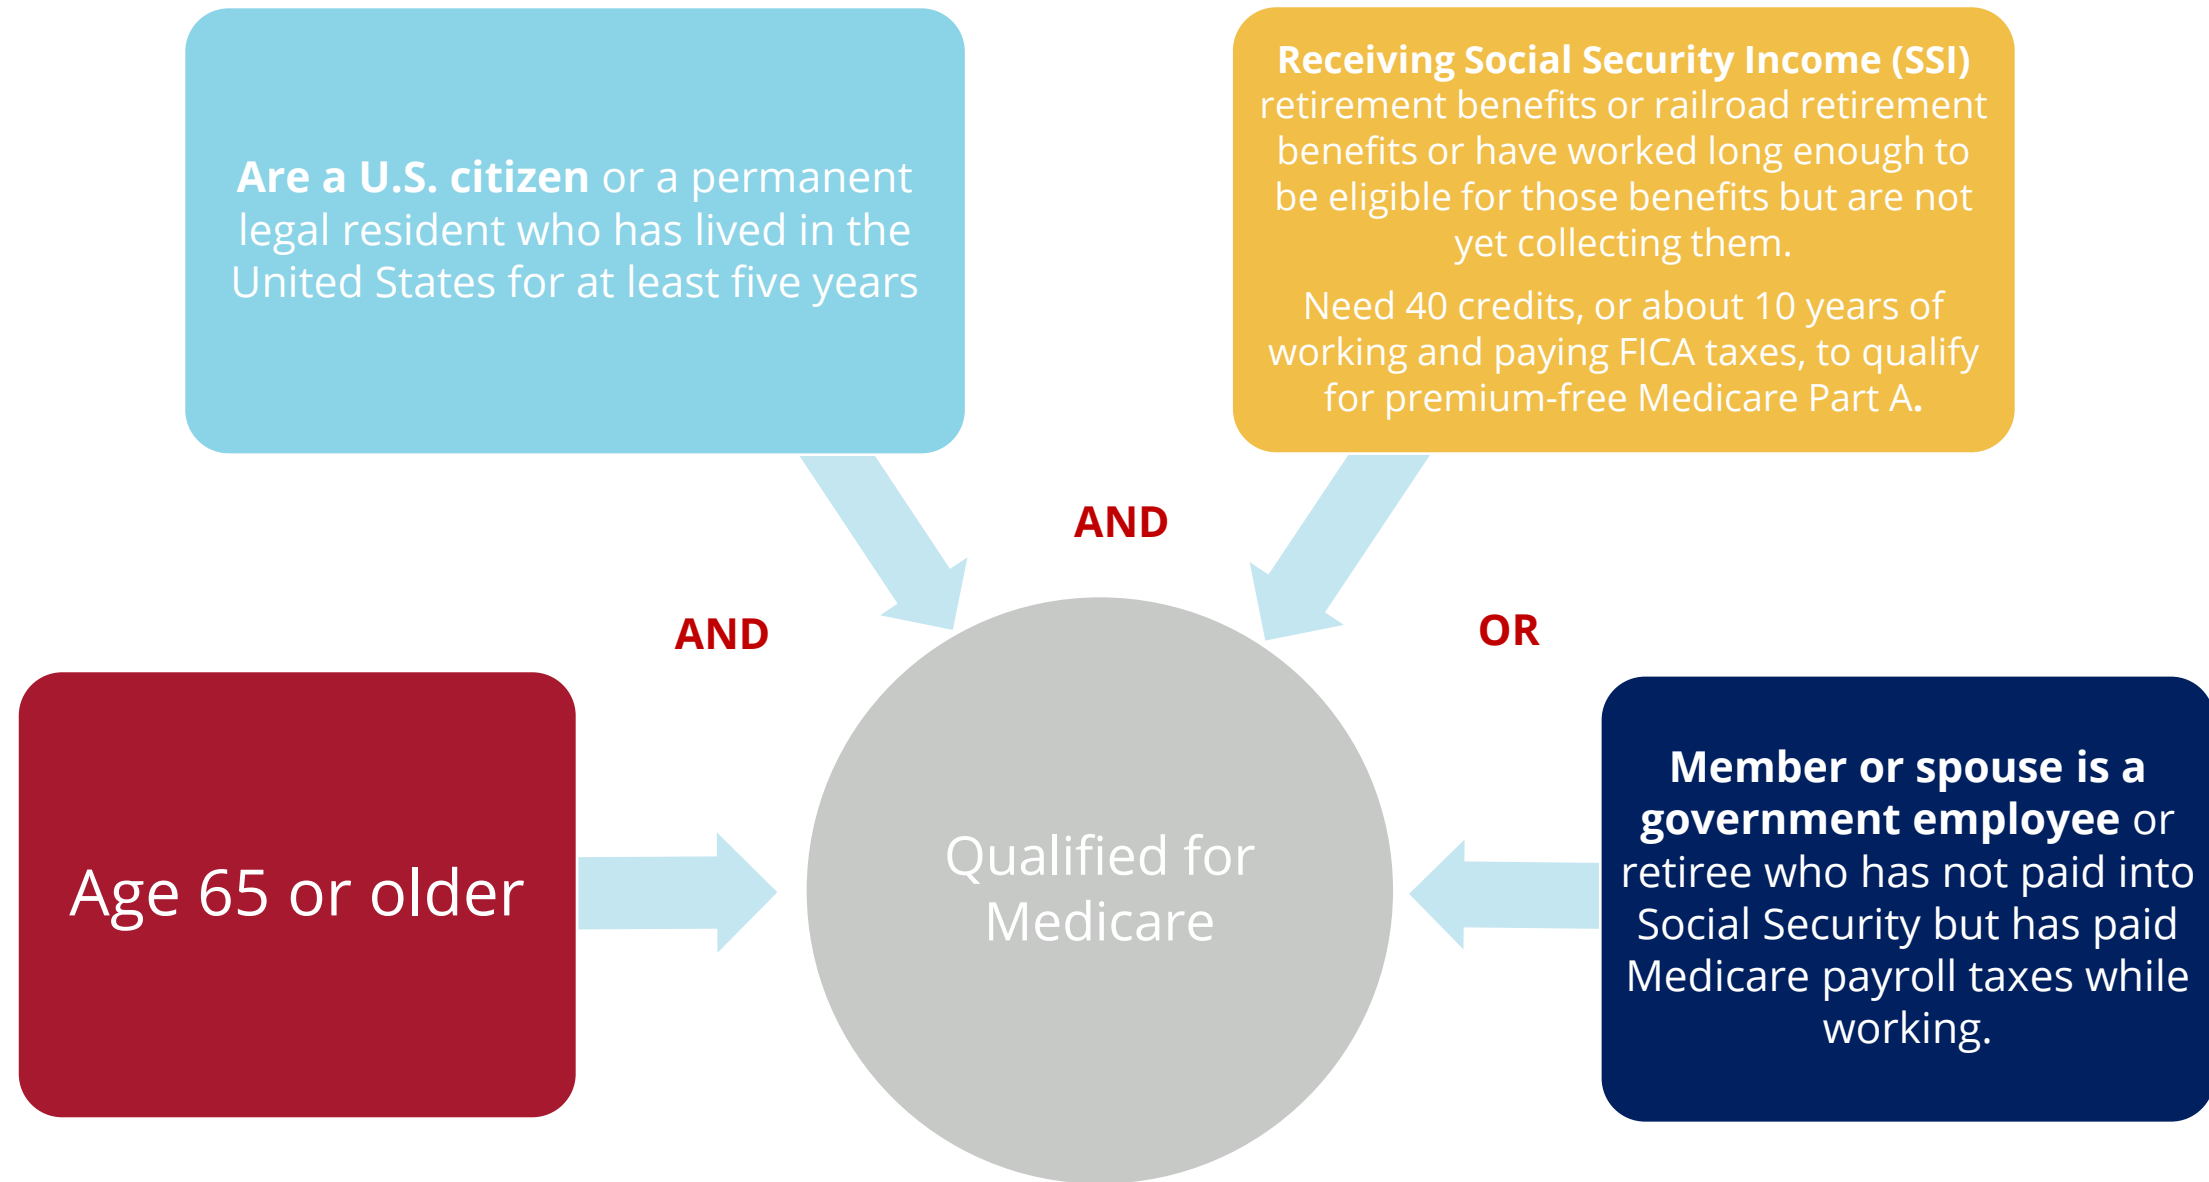 Are a U.S. citizen or a permanent
legal resident who has lived in the
United States for at least five years
Receiving Social Security Income (SSI)
retirement benefits or railroad retirement
benefits or have worked long enough to
be eligible for those benefits but are not
yet collecting them.
Need 40 credits, or about 10 years of
working and paying FICA taxes, to qualify
for premium-free Medicare Part A.
AND
AND
OR
Age 65 or older
Qualified for
Medicare
Member or spouse is a
government employee or
retiree who has not paid into
Social Security but has paid
Medicare payroll taxes while
working.